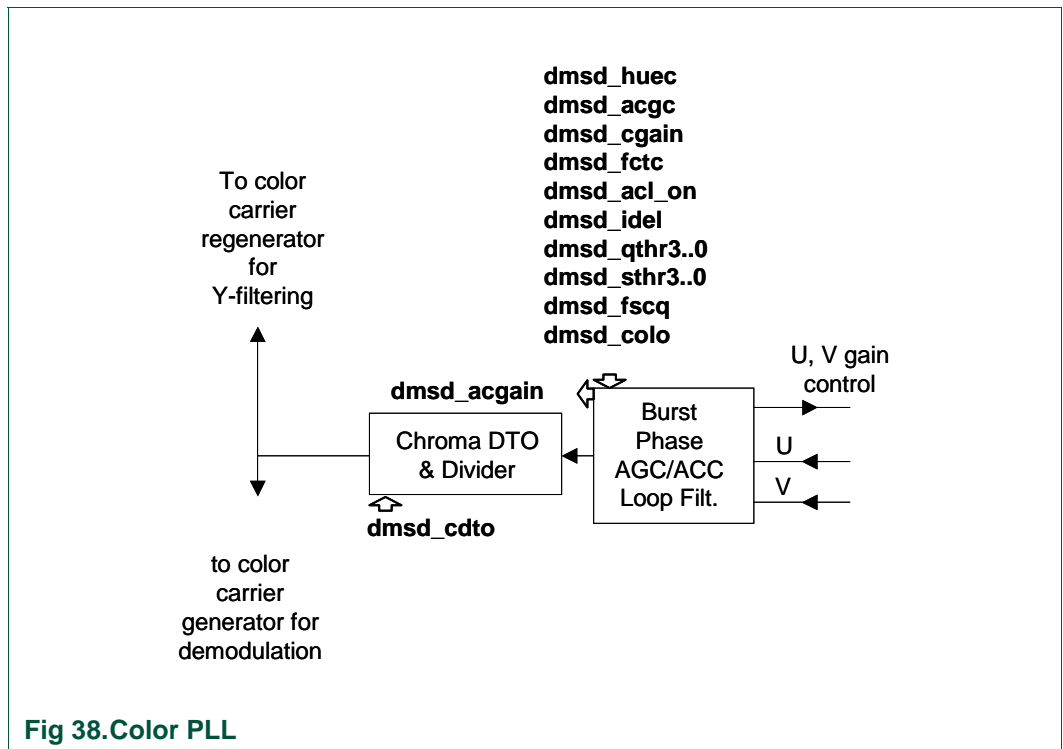 dmsd_huec
dmsd_acgc
dmsd_cgain
dmsd_fctc
dmsd_acl_on
dmsd_idel
dmsd_qthr3..0
dmsd_sthr3..0
dmsd_fscq
dmsd_colo
To color
carrier
regenerator
for
Y-filtering
U, V gain
control
dmsd_acgain
Chroma DTO
& Divider
Burst
Phase
AGC/ACC
Loop Filt.
U
V
dmsd_cdto
to color
carrier
generator for
demodulation
Fig 38.Color PLL